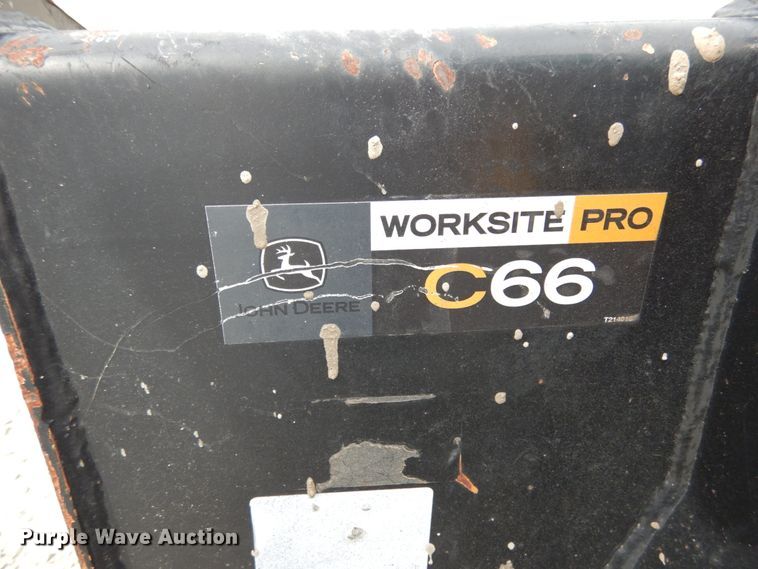 WORKSITE PRO
C66
JOHN DEERE
Purple Wave Auction